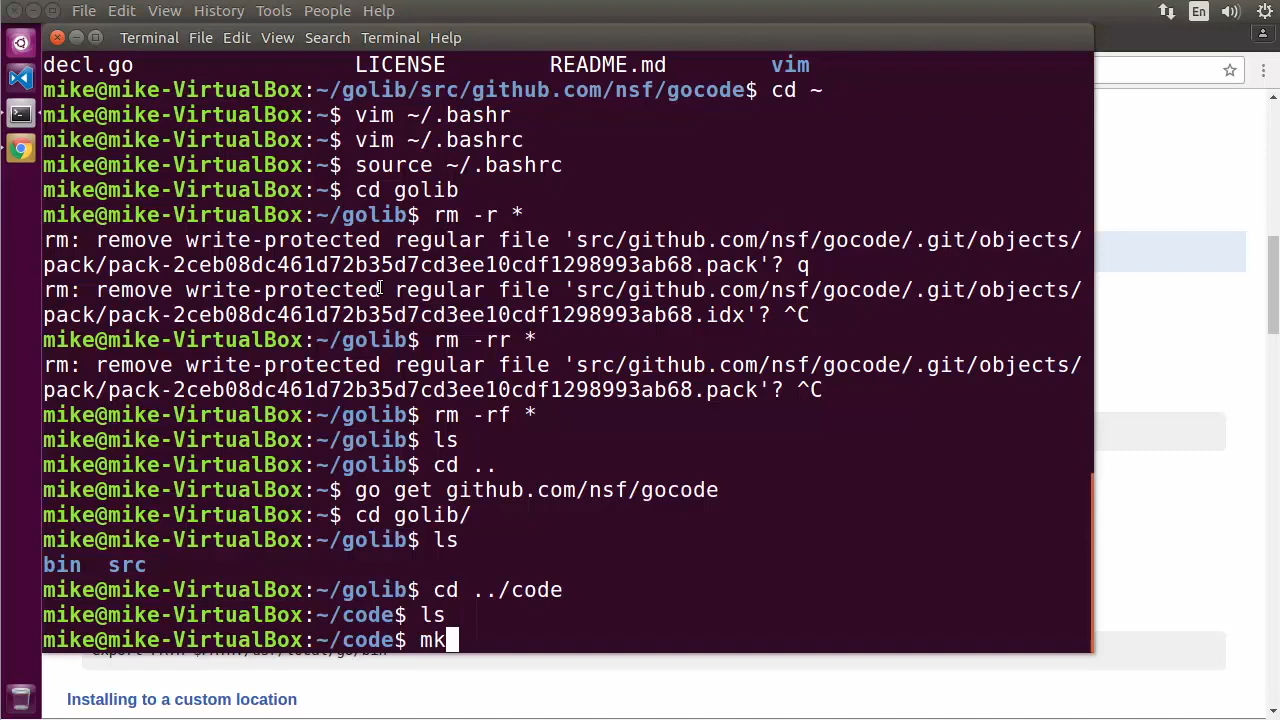 File Edit View History Tools People Help
En
Terminal File Edit View Search Terminal Help
decl.go LICENSE README.md vim
mike@mike-VirtualBox:~/golib/src/github.com/nsf/gocode$ cd ~
mike@mike-VirtualBox:~$ vim ~/.bashr
mike@mike-VirtualBox:~$ vim ~/.bashrc
mike@mike-VirtualBox:~$ source ~/.bashrc
mike@mike-VirtualBox:~$ cd golib
mike@mike-VirtualBox:~/golib$ rm -r *
rm: remove write-protected regular file 'src/github.com/nsf/gocode/.git/objects/
pack/pack-2ceb08dc461d72b35d7cd3ee10cdf1298993ab68.pack'? q
rm: remove write-protected regular file 'src/github.com/nsf/gocode/.git/objects/
pack/pack-2ceb08dc461d72b35d7cd3ee10cdf1298993ab68.idx'? ^C
mike@mike-VirtualBox:~/golib$ rm -rr *
rm: remove write-protected regular file 'src/github.com/nsf/gocode/.git/objects/
pack/pack-2ceb08dc461d72b35d7cd3ee10cdf1298993ab68.pack'? ^C
mike@mike-VirtualBox:~/golib$ rm -rf *
mike@mike-VirtualBox:~/golib$ ls
mike@mike-VirtualBox:~/golib$ cd ..
mike@mike-VirtualBox:~$ go get github.com/nsf/gocode
mike@mike-VirtualBox:~$ cd golib/
mike@mike-VirtualBox:~/golib$ ls
bin src
mike@mike-VirtualBox:~/golib$ cd ../code
mike@mike-VirtualBox:~/code$ ls
mike@mike-VirtualBox:~/code$ mk
Installing to a custom location